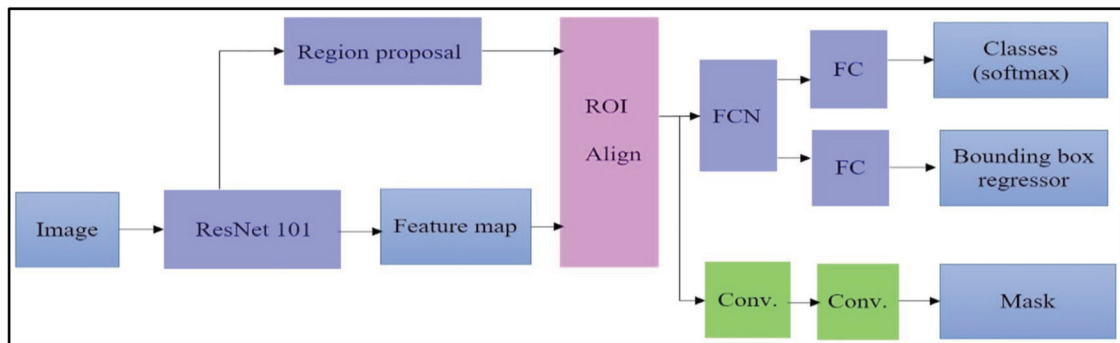 Region proposal
Image
ResNet 101
Feature map
ROI
Align
FCN
FC
Classes
(softmax)
FC
Bounding box
regressor
Conv.
Conv.
Mask